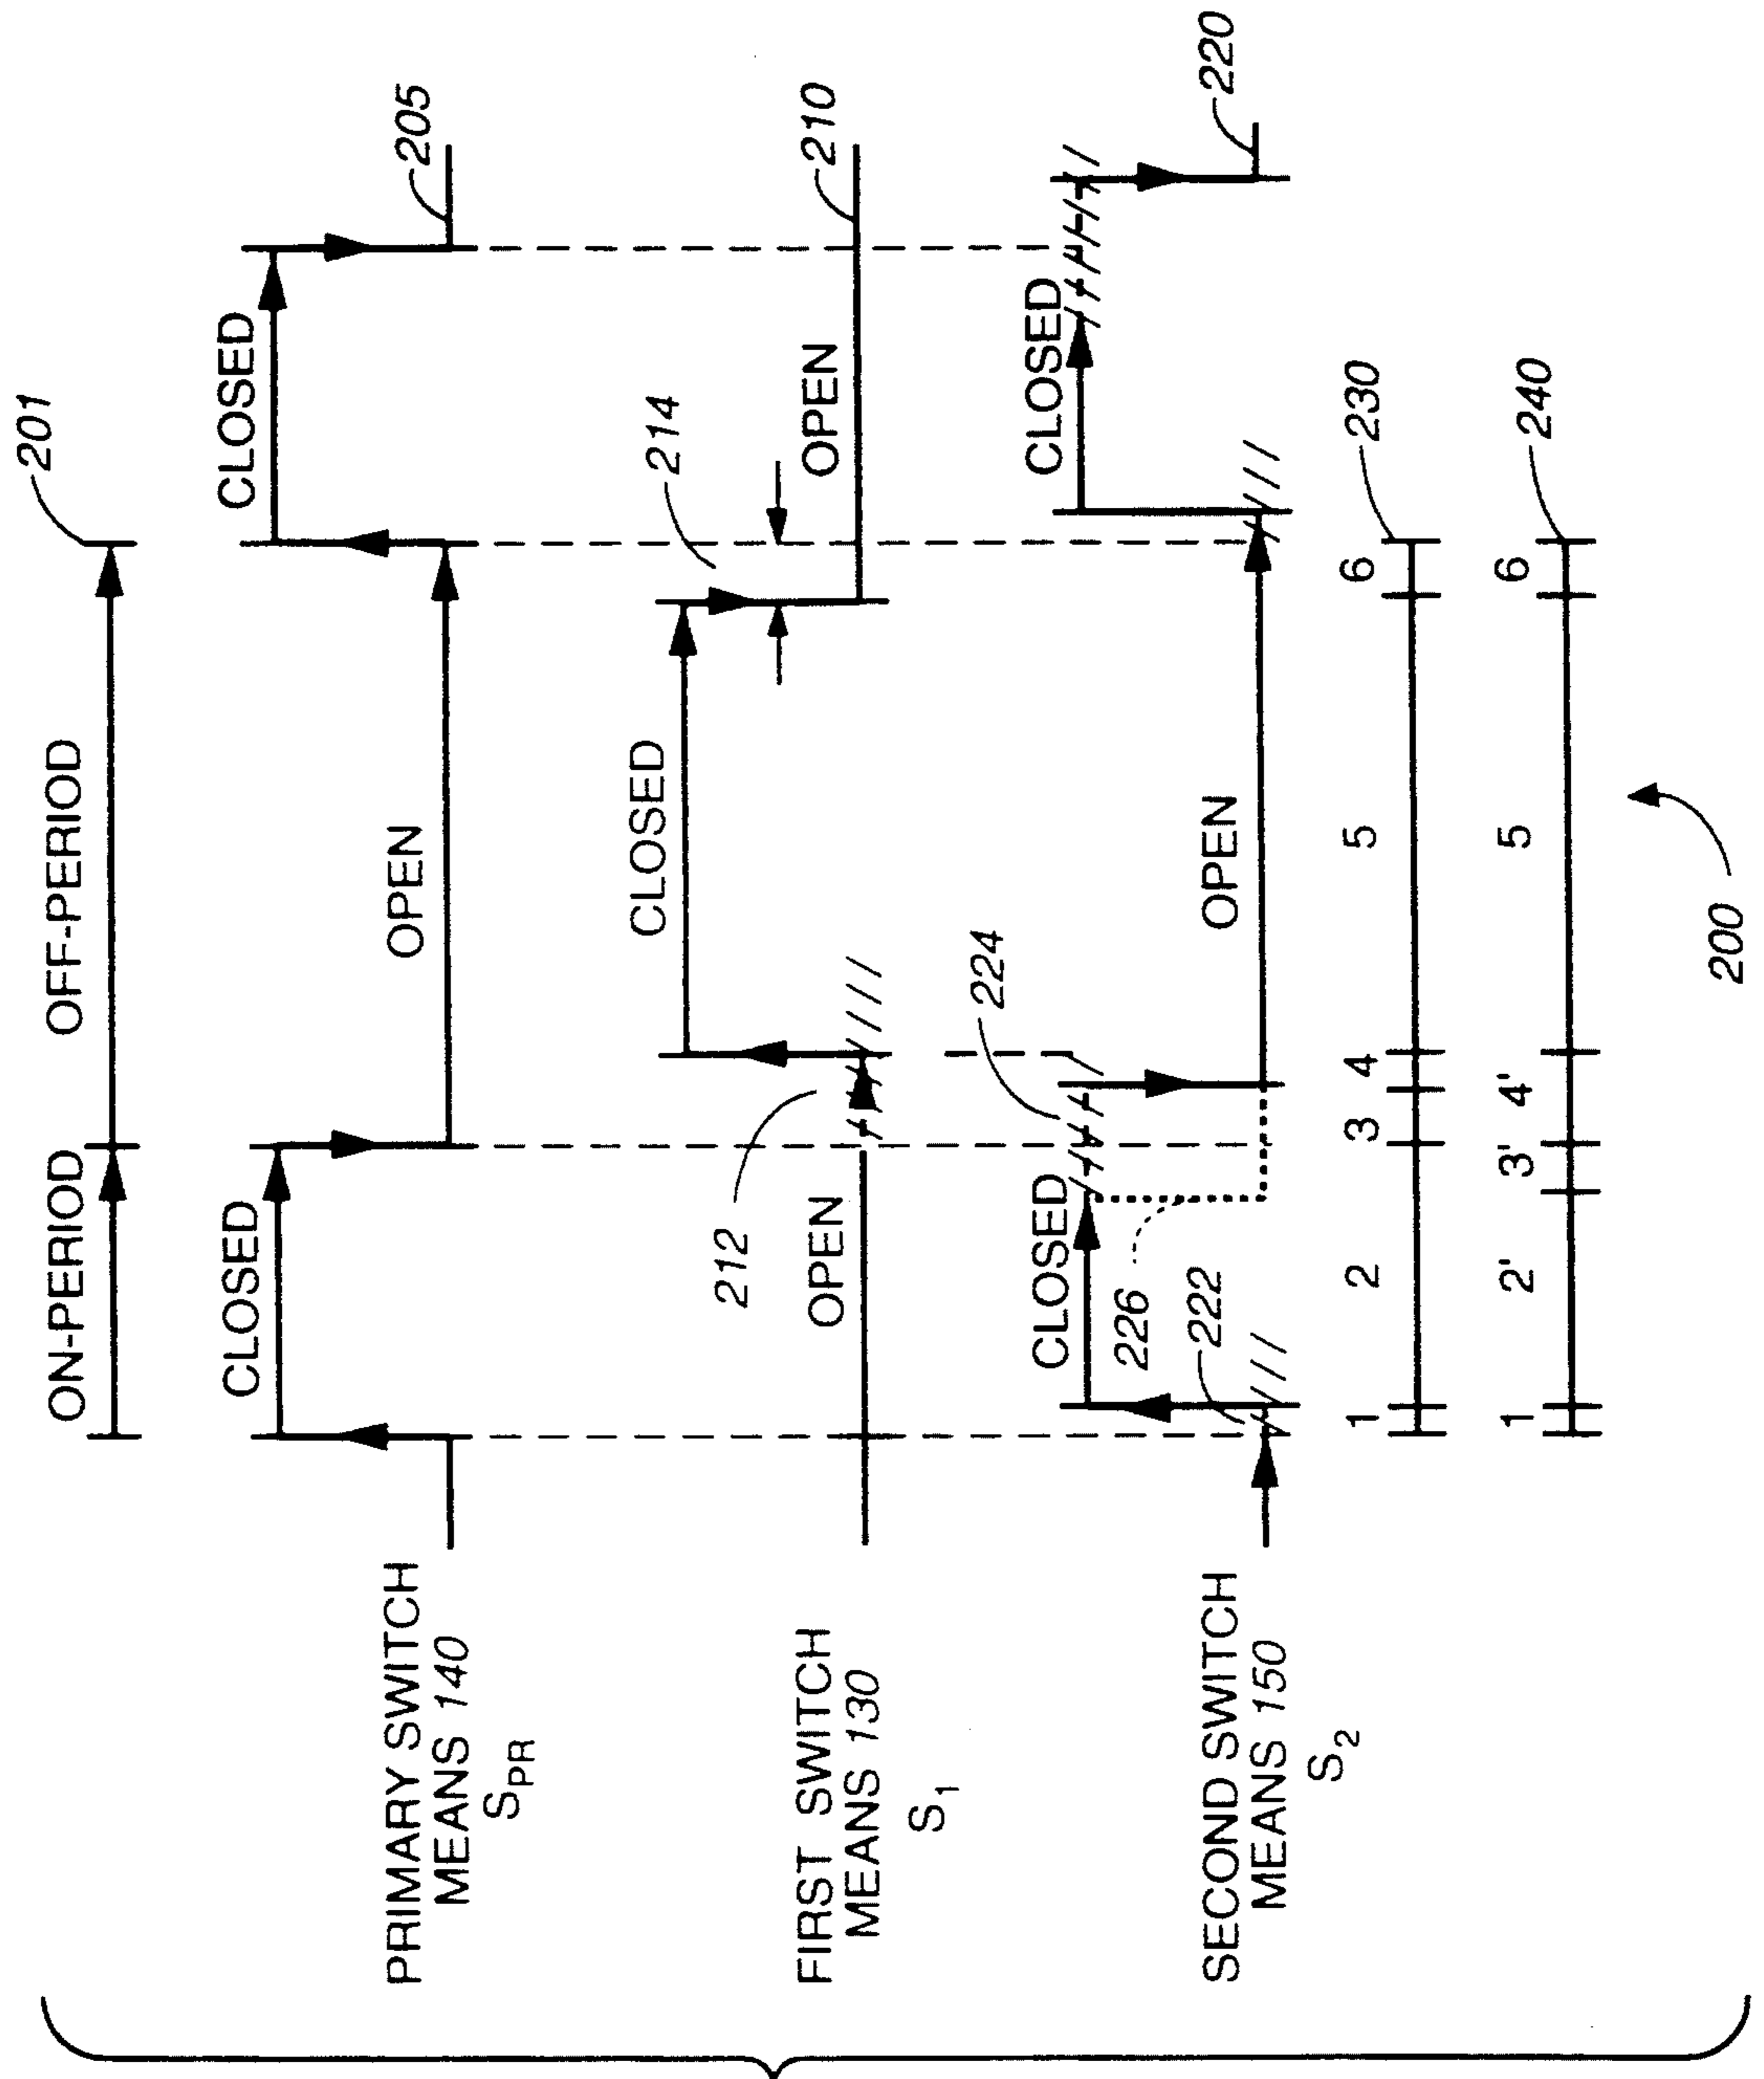 ON-PERIOD
OFF-PERIOD
201
CLOSED
OPEN
CLOSED
205
PRIMARY SWITCH
MEANS 140
S_PR
212
CLOSED
214
FIRST SWITCH
MEANS 130
S_1
OPEN
OPEN
210
224
CLOSED
226
222
CLOSED
SECOND SWITCH
MEANS 150
S_2
OPEN
220
1 2 3 4 5 6
230
1 2' 3' 4' 5 6
240
200